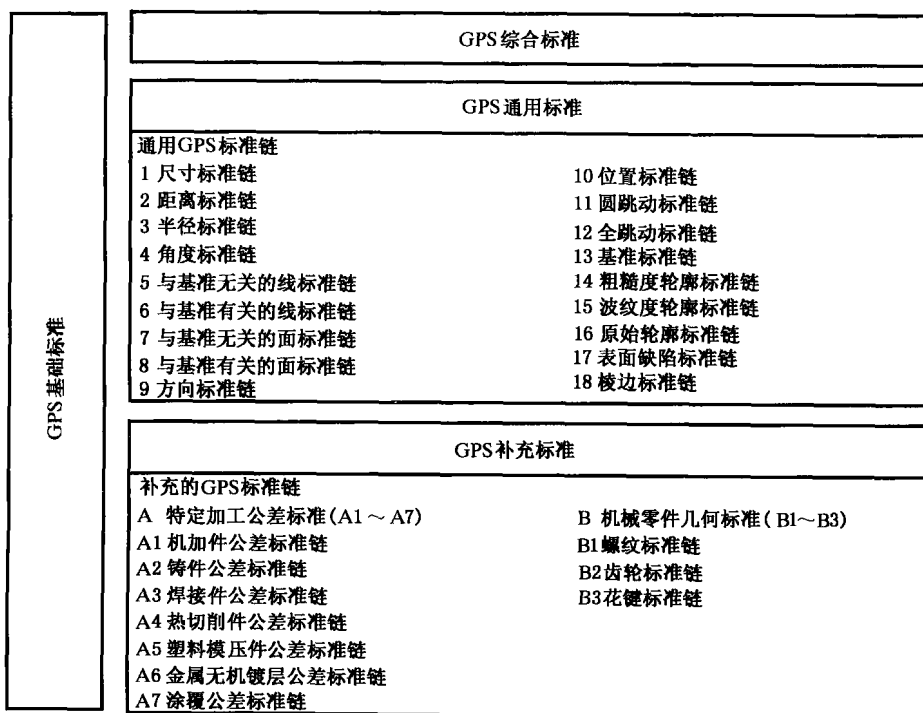 GPS基础标准
GPS综合标准
GPS通用标准
通用GPS标准链
1 尺寸标准链
2 距离标准链
3 半径标准链
4 角度标准链
5 与基准无关的线标准链
6 与基准有关的线标准链
7 与基准无关的面标准链
8 与基准有关的面标准链
9 方向标准链
10 位置标准链
11 圆跳动标准链
12 全跳动标准链
13 基准标准链
14 粗糙度轮廓标准链
15 波纹度轮廓标准链
16 原始轮廓标准链
17 表面缺陷标准链
18 棱边标准链
GPS补充标准
补充的GPS标准链
A 特定加工公差标准(A1～A7)
A1 机加件公差标准链
A2 铸件公差标准链
A3 焊接件公差标准链
A4 热切削件公差标准链
A5 塑料模压件公差标准链
A6 金属无机镀层公差标准链
A7 涂覆公差标准链
B 机械零件几何标准(B1～B3)
B1螺纹标准链
B2齿轮标准链
B3花键标准链